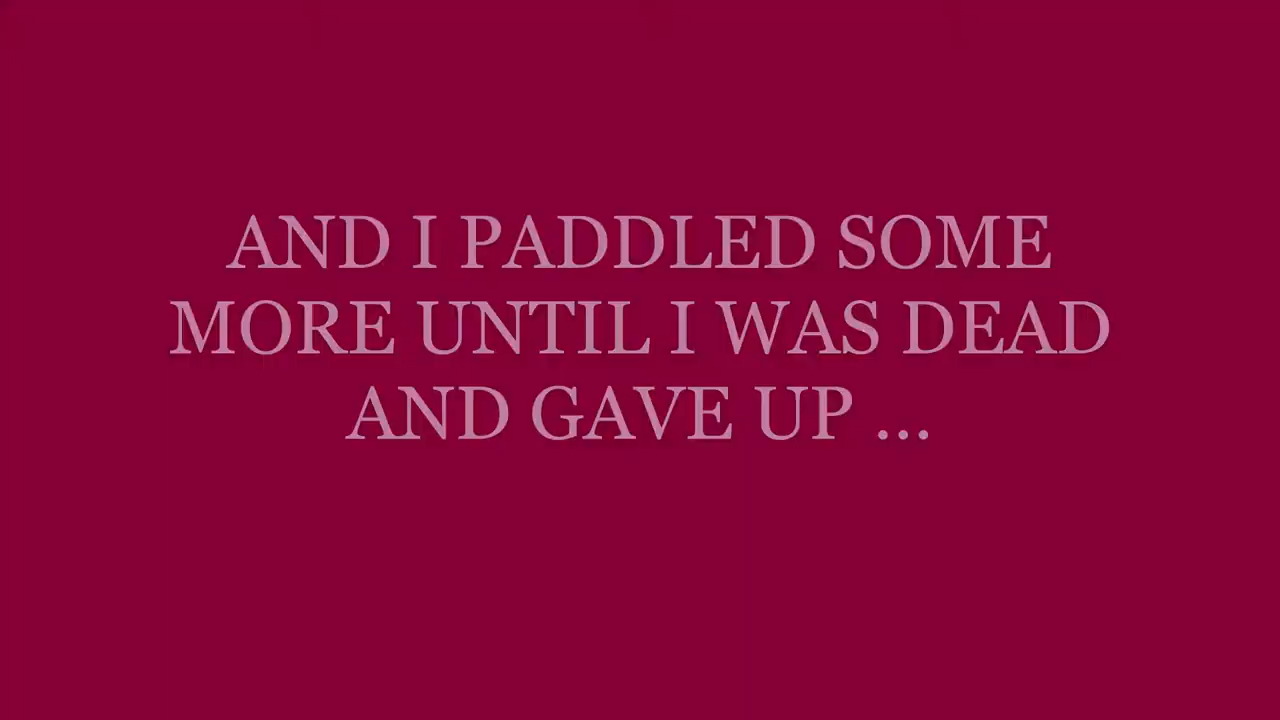 AND I PADDLED SOME
MORE UNTIL I WAS DEAD
AND GAVE UP ...